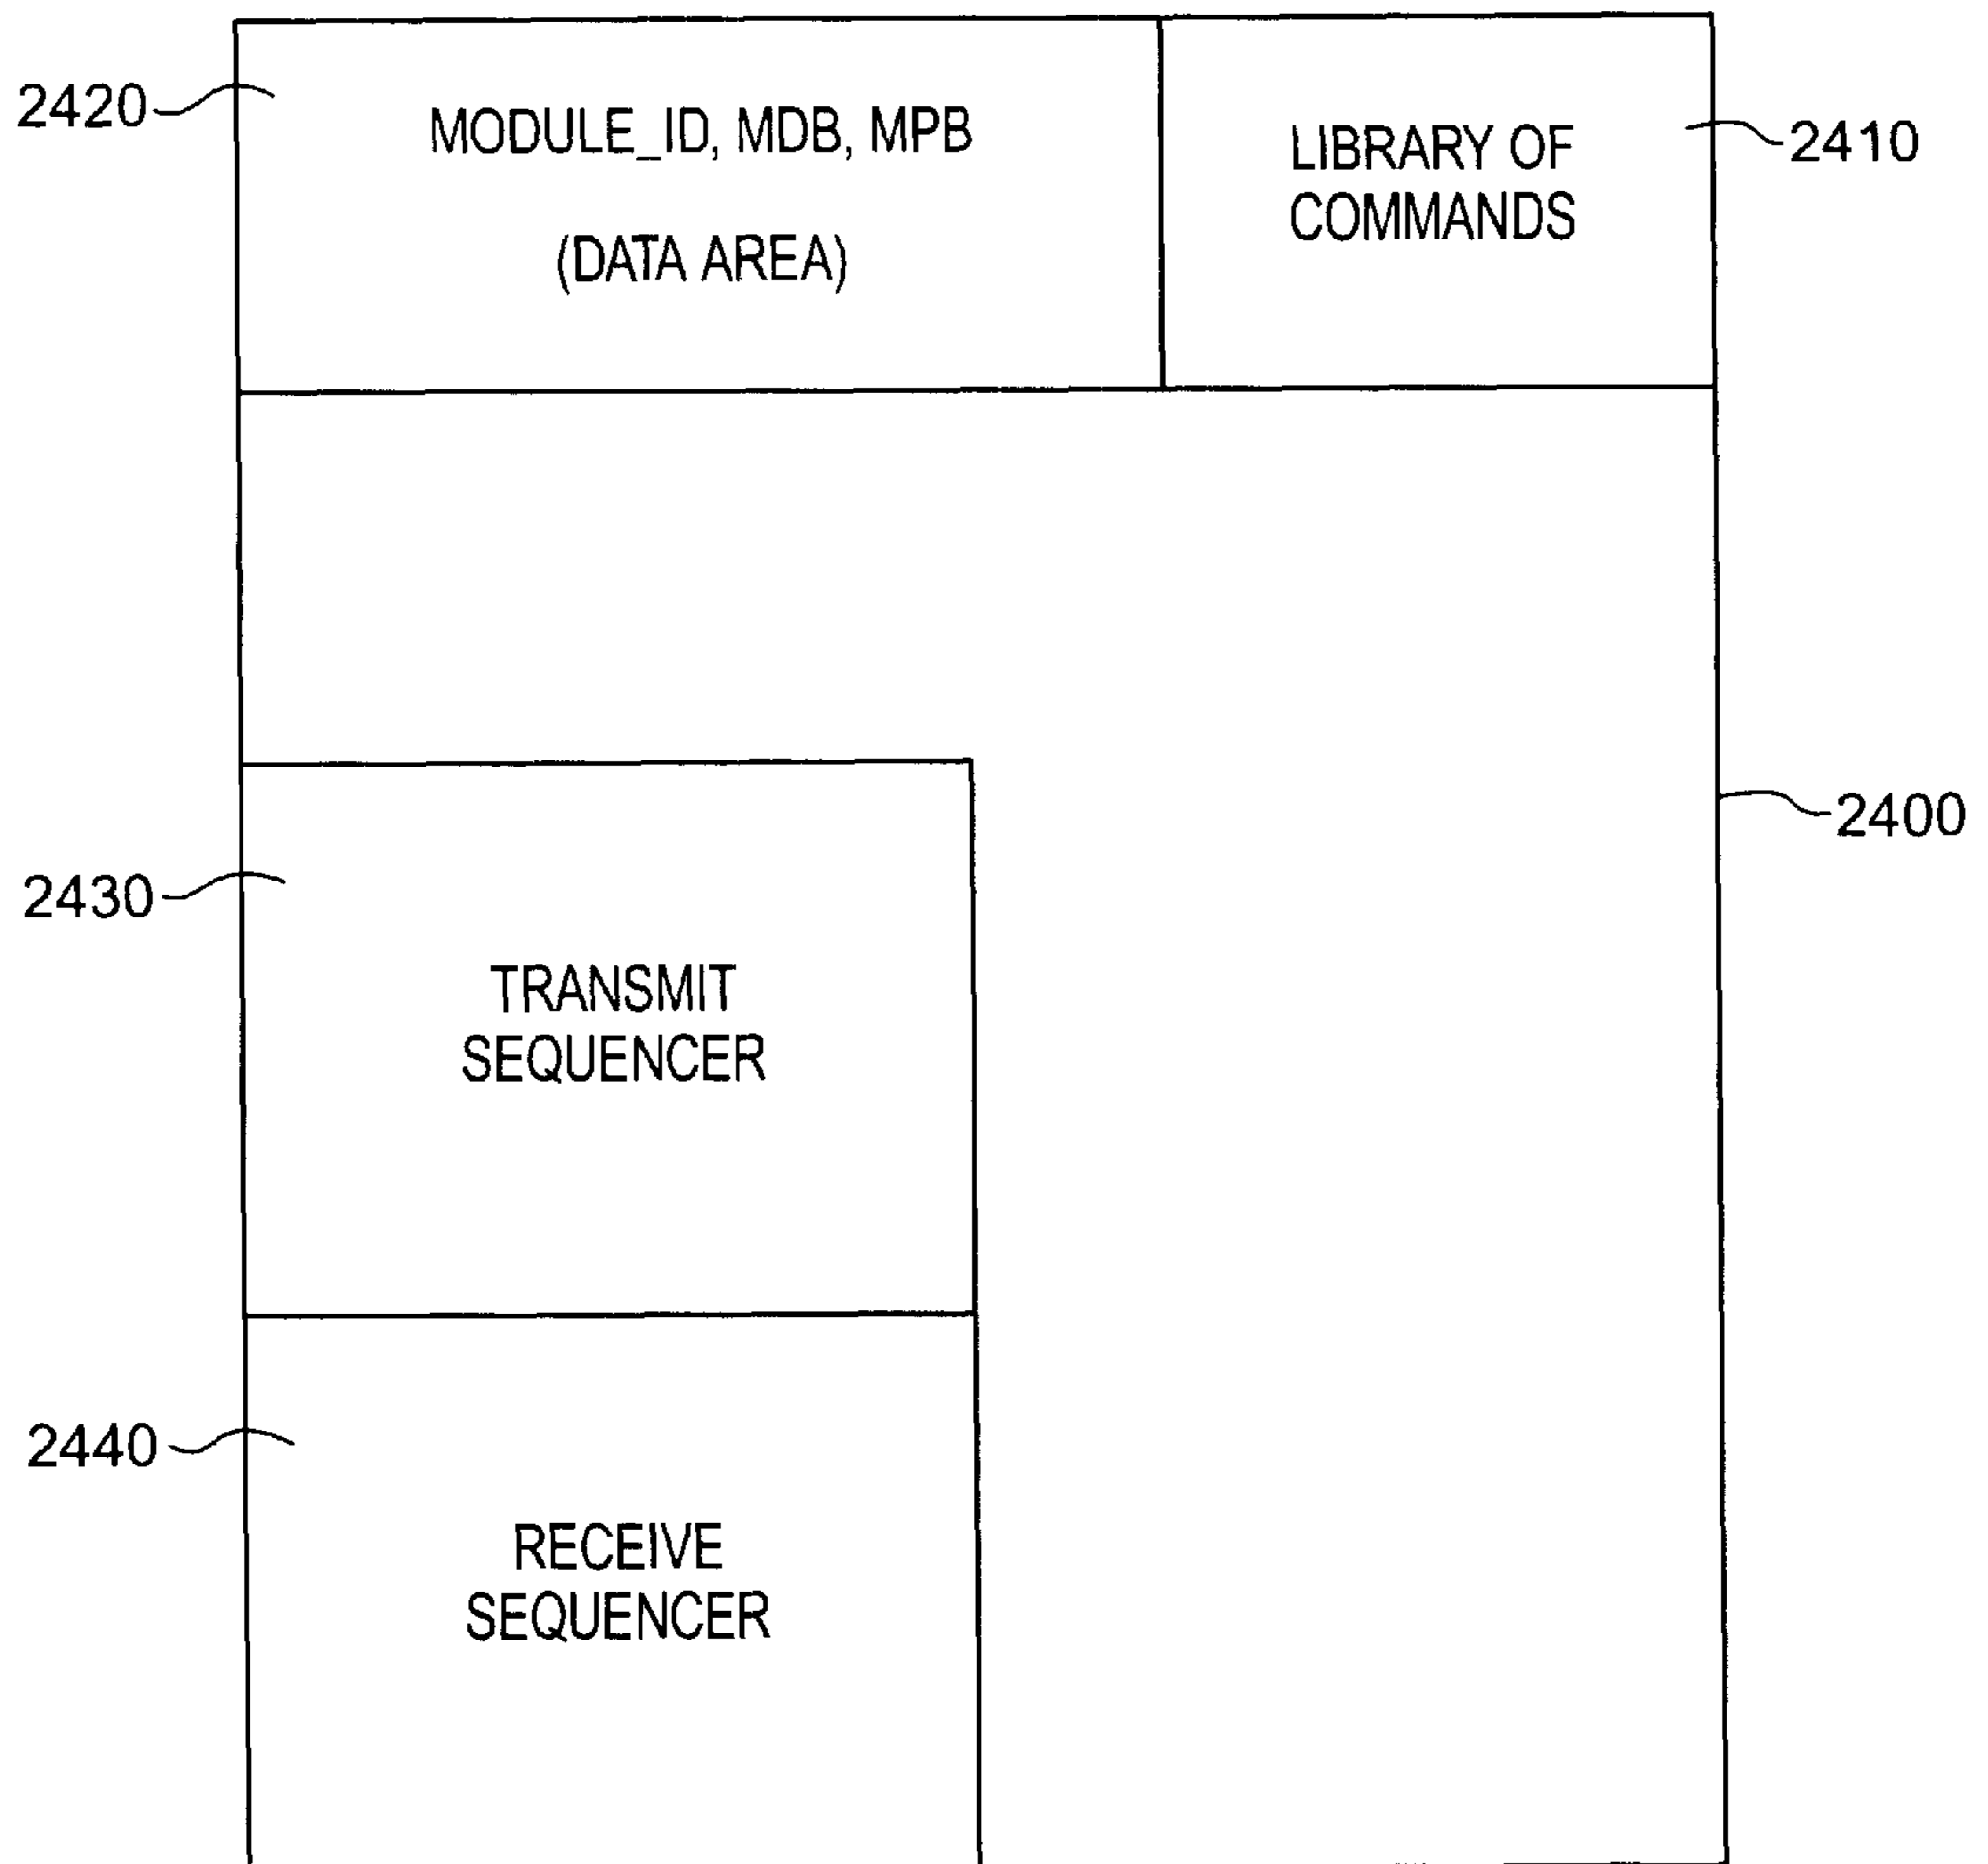 2420
MODULE_ID, MDB, MPB
(DATA AREA)
LIBRARY OF
COMMANDS
2410
2400
2430
TRANSMIT
SEQUENCER
2440
RECEIVE
SEQUENCER